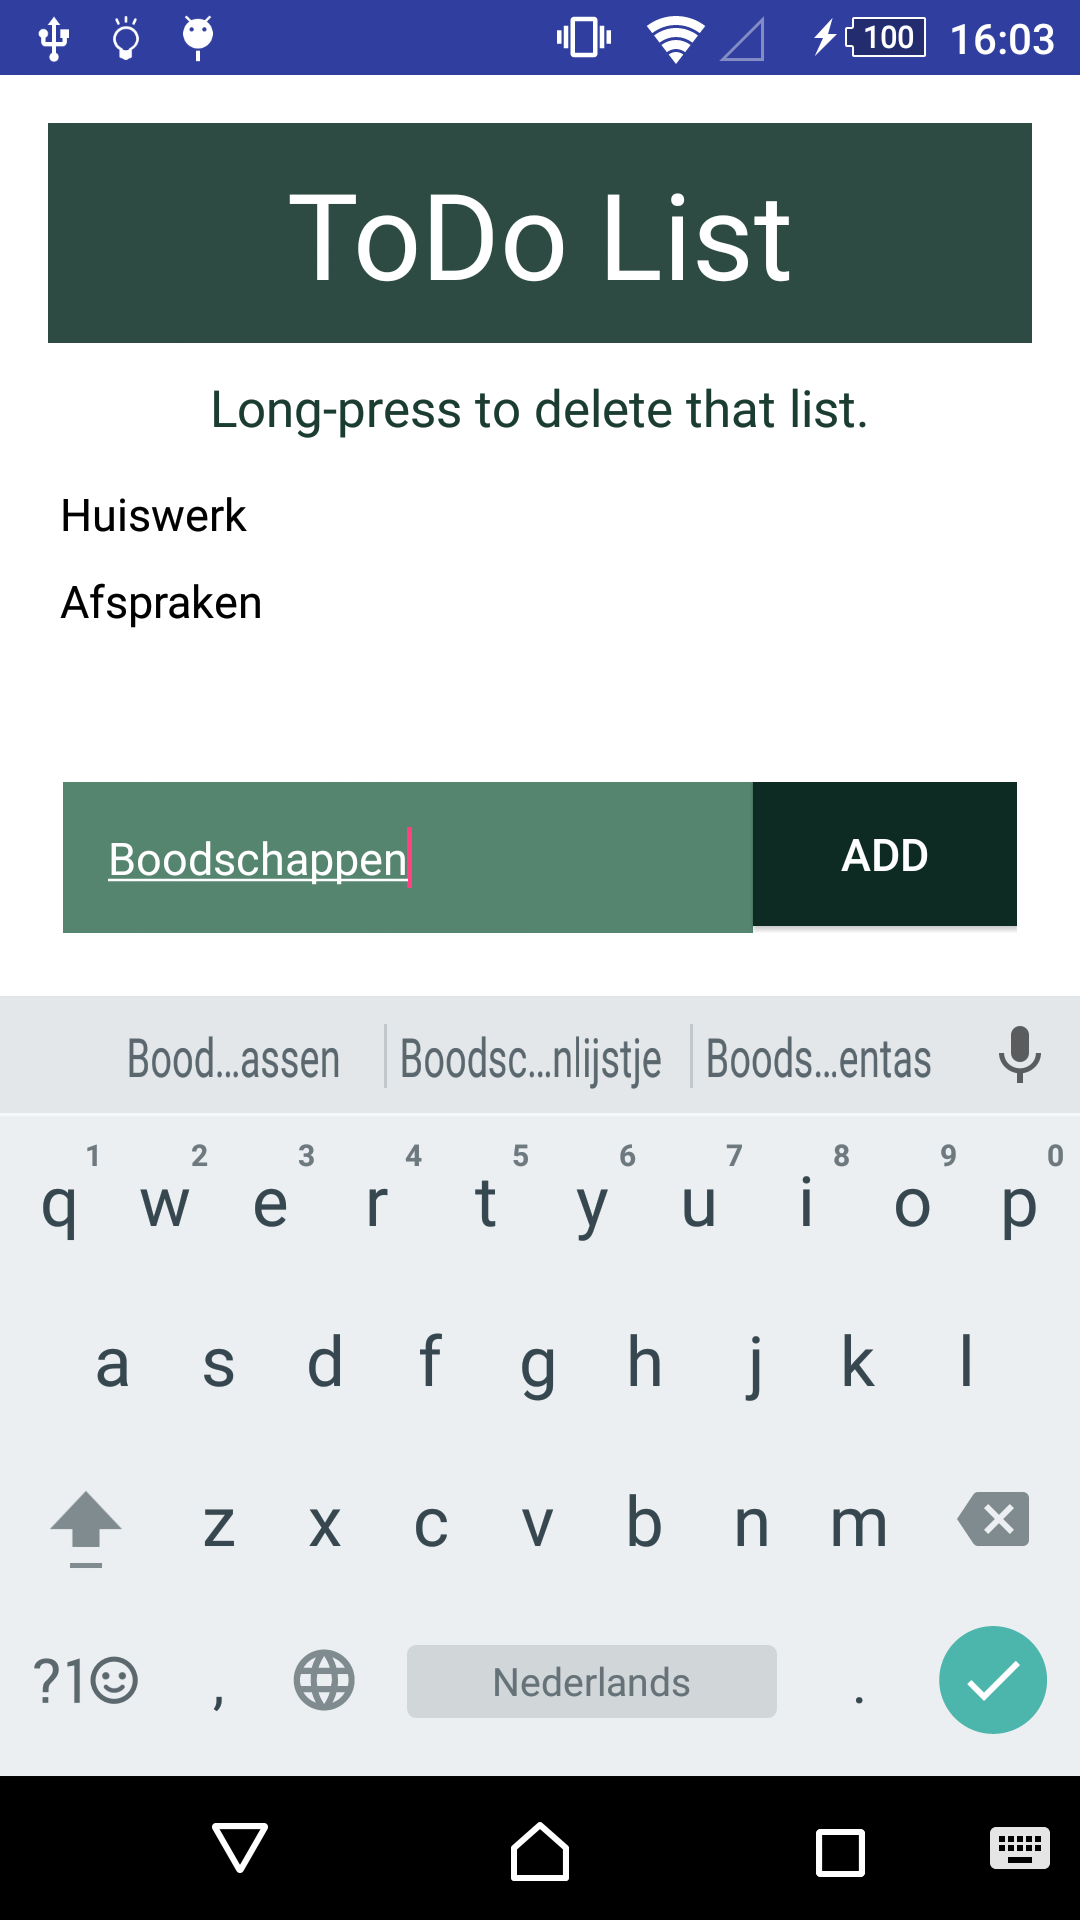 100 16:03
ToDo List
Long-press to delete that list.
Huiswerk
Afspraken
Boodschappen ADD
Bood...assen Boodsc...nlijstje Boods...entas
1 2 3 4 5 6 7 8 9 0
q w e r t y u i o p
a s d f g h j k l
z x c v b n m
?1☺ , Nederlands .